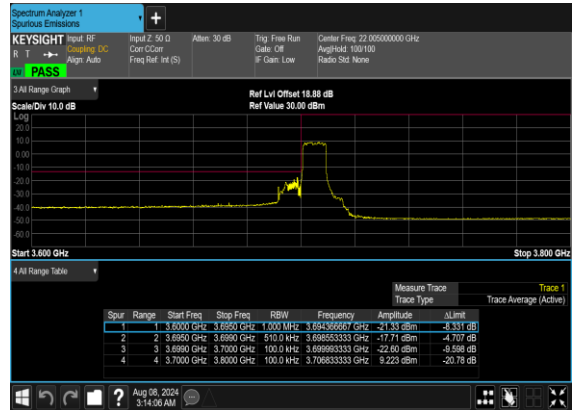 Spectrum Analyzer 1
Spurious Emissions
+
KEYSIGHT Input: RF Input Z: 50 Ω Atten: 30 dB Trig: Free Run Center Freq: 22.005000000 GHz
R T Coupling: DC Corr CCorr Gate: Off Avg|Hold: 100/100
Align: Auto Freq Ref: Int (S) IF Gain: Low Radio Std: None
PASS
3 All Range Graph
Ref Lvl Offset 18.88 dB
Scale/Div 10.0 dB Ref Value 30.00 dBm
Log
20.0
10.0
0.00
-10.0
-20.0
-30.0
-40.0
-50.0
-60.0
Start 3.600 GHz Stop 3.800 GHz
4 All Range Table
Measure Trace Trace 1
Trace Type Trace Average (Active)
Spur Range Start Freq Stop Freq RBW Frequency Amplitude ΔLimit
1 1 3.6000 GHz 3.6950 GHz 1.000 MHz 3.694366667 GHz -21.33 dBm -8.331 dB
2 2 3.6950 GHz 3.6990 GHz 510.0 kHz 3.698553333 GHz -17.71 dBm -4.707 dB
3 3 3.6990 GHz 3.7000 GHz 100.0 kHz 3.699993333 GHz -22.60 dBm -9.598 dB
4 4 3.7000 GHz 3.8000 GHz 100.0 kHz 3.706833333 GHz 9.223 dBm -20.78 dB
? Aug 08, 2024
3:14:06 AM